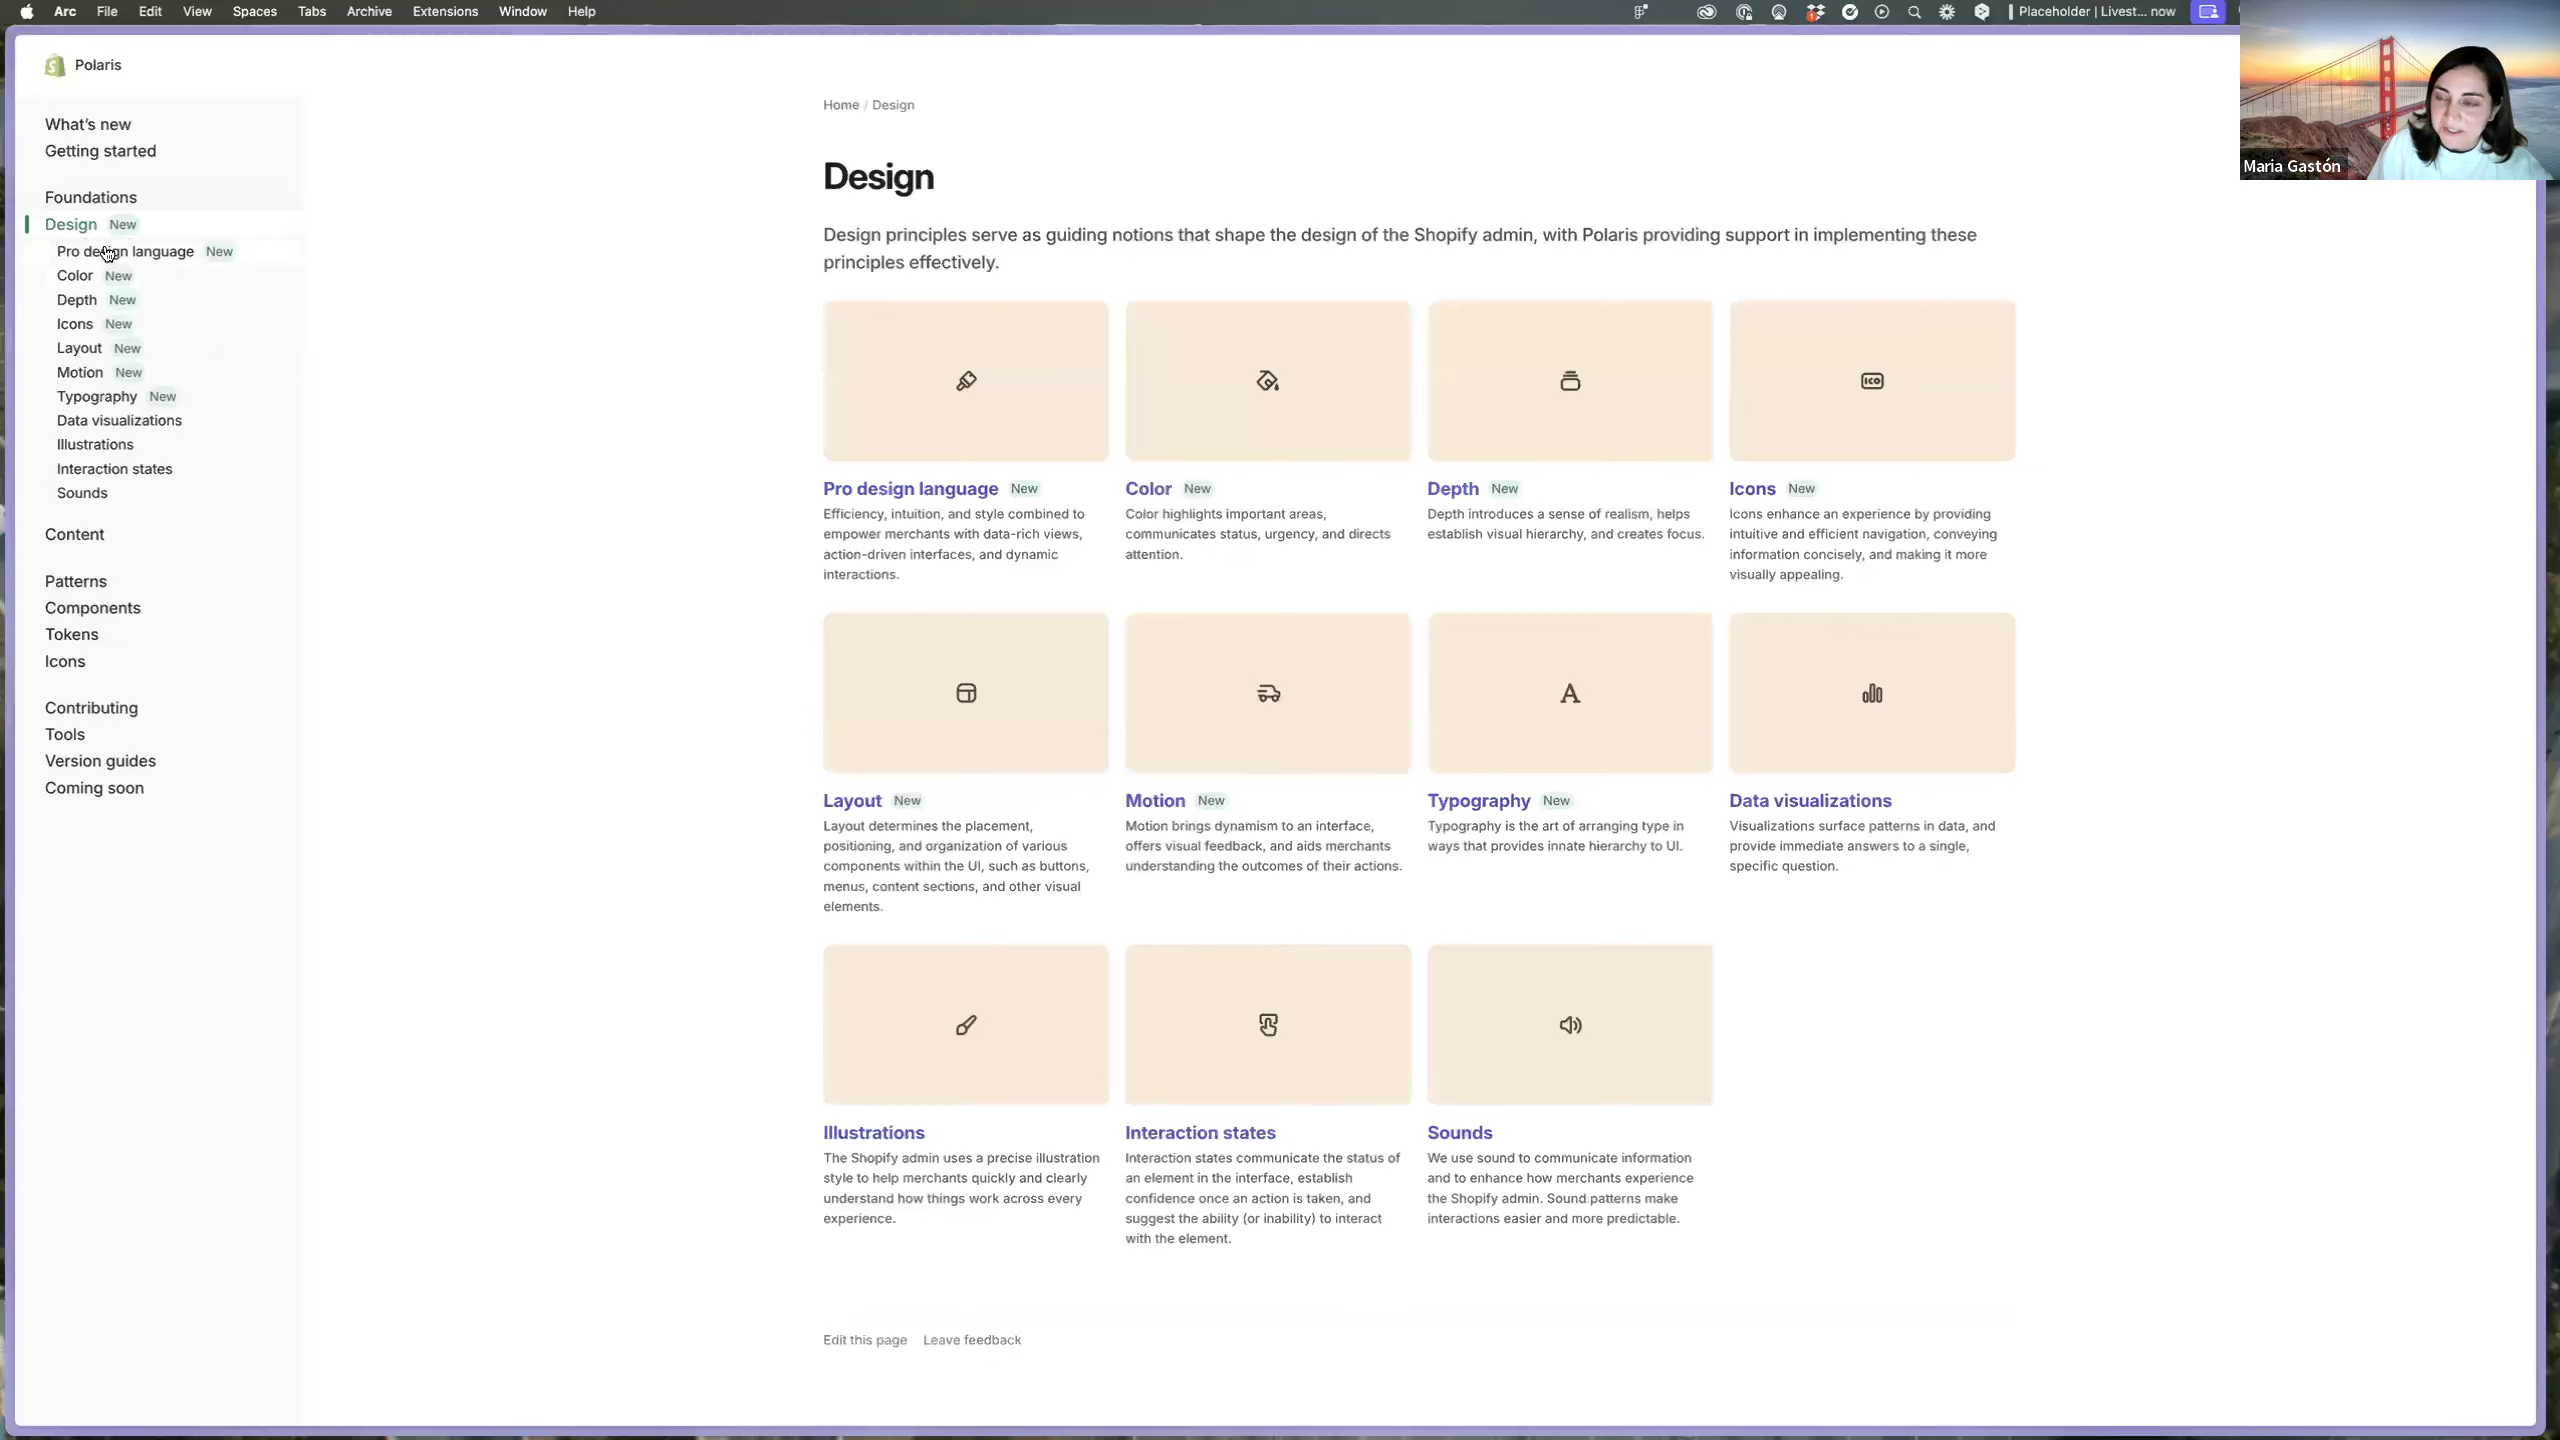 Arc File Edit View Spaces Tabs Archive Extensions Window Help
Placeholder | Livest... now
Maria Gastón
Polaris
What's new
Getting started
Foundations
Design New
Pro design language New
Color New
Depth New
Icons New
Layout New
Motion New
Typography New
Data visualizations
Illustrations
Interaction states
Sounds
Content
Patterns
Components
Tokens
Icons
Contributing
Tools
Version guides
Coming soon
Home / Design
Design
Design principles serve as guiding notions that shape the design of the Shopify admin, with Polaris providing support in implementing these
principles effectively.
Pro design language New
Efficiency, intuition, and style combined to
empower merchants with data-rich views,
action-driven interfaces, and dynamic
interactions.
Color New
Color highlights important areas,
communicates status, urgency, and directs
attention.
Depth New
Depth introduces a sense of realism, helps
establish visual hierarchy, and creates focus.
ICO
Icons New
Icons enhance an experience by providing
intuitive and efficient navigation, conveying
information concisely, and making it more
visually appealing.
Layout New
Layout determines the placement,
positioning, and organization of various
components within the UI, such as buttons,
menus, content sections, and other visual
elements.
Motion New
Motion brings dynamism to an interface,
offers visual feedback, and aids merchants
understanding the outcomes of their actions.
A
Typography New
Typography is the art of arranging type in
ways that provides innate hierarchy to UI.
Data visualizations
Visualizations surface patterns in data, and
provide immediate answers to a single,
specific question.
Illustrations
The Shopify admin uses a precise illustration
style to help merchants quickly and clearly
understand how things work across every
experience.
Interaction states
Interaction states communicate the status of
an element in the interface, establish
confidence once an action is taken, and
suggest the ability (or inability) to interact
with the element.
Sounds
We use sound to communicate information
and to enhance how merchants experience
the Shopify admin. Sound patterns make
interactions easier and more predictable.
Edit this page Leave feedback